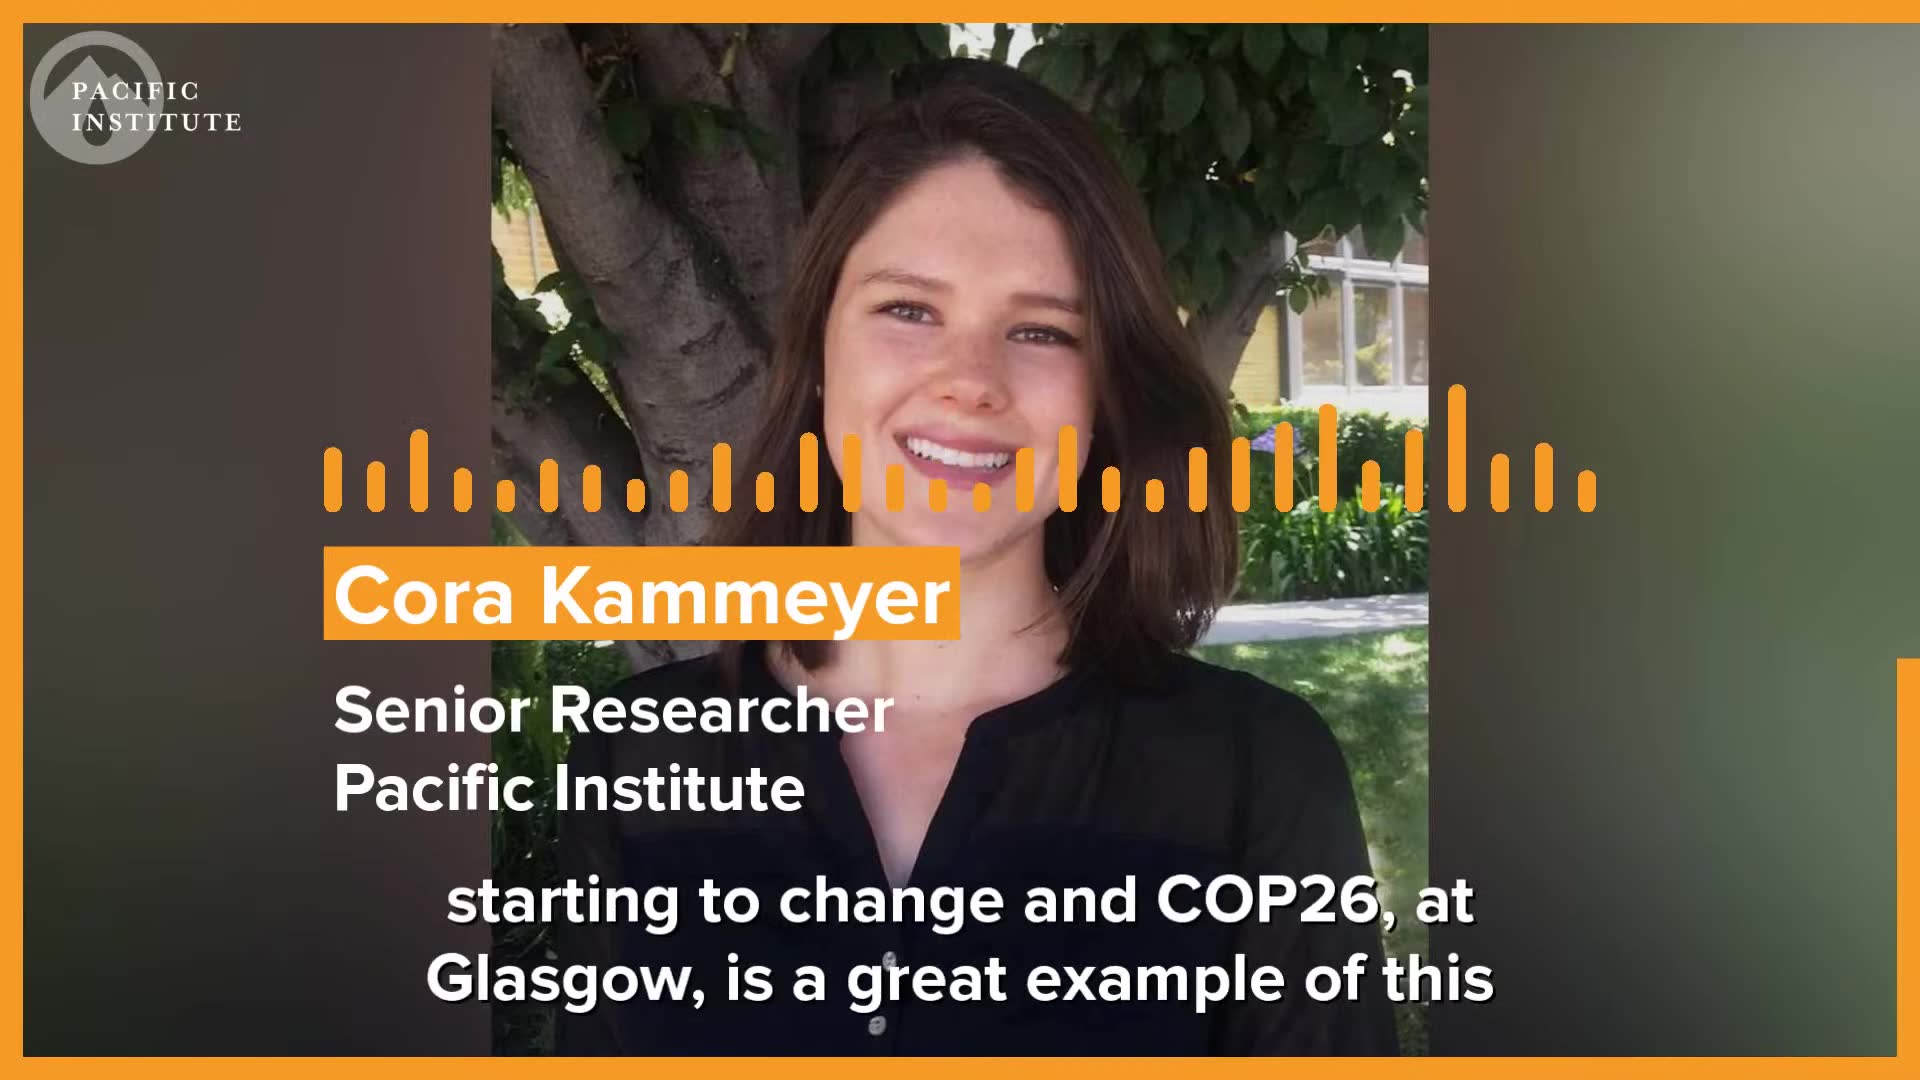 PACIFIC
INSTITUTE
Cora Kammeyer
Senior Researcher
Pacific Institute
starting to change and COP26, at
Glasgow, is a great example of this